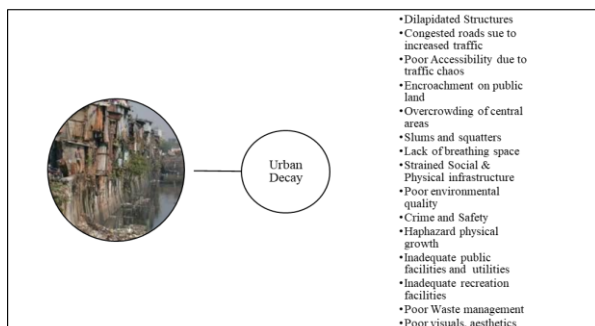 Urban
Decay
•Dilapidated Structures
•Congested roads sue to
increased traffic
•Poor Accessibility due to
traffic chaos
•Encroachment on public
land
•Overcrowding of central
areas
•Slums and squatters
•Lack of breathing space
•Strained Social &
Physical infrastructure
•Poor environmental
quality
•Crime and Safety
•Haphazard physical
growth
•Inadequate public
facilities and utilities
•Inadequate recreation
facilities
•Poor Waste management
•Poor visuals, aesthetics